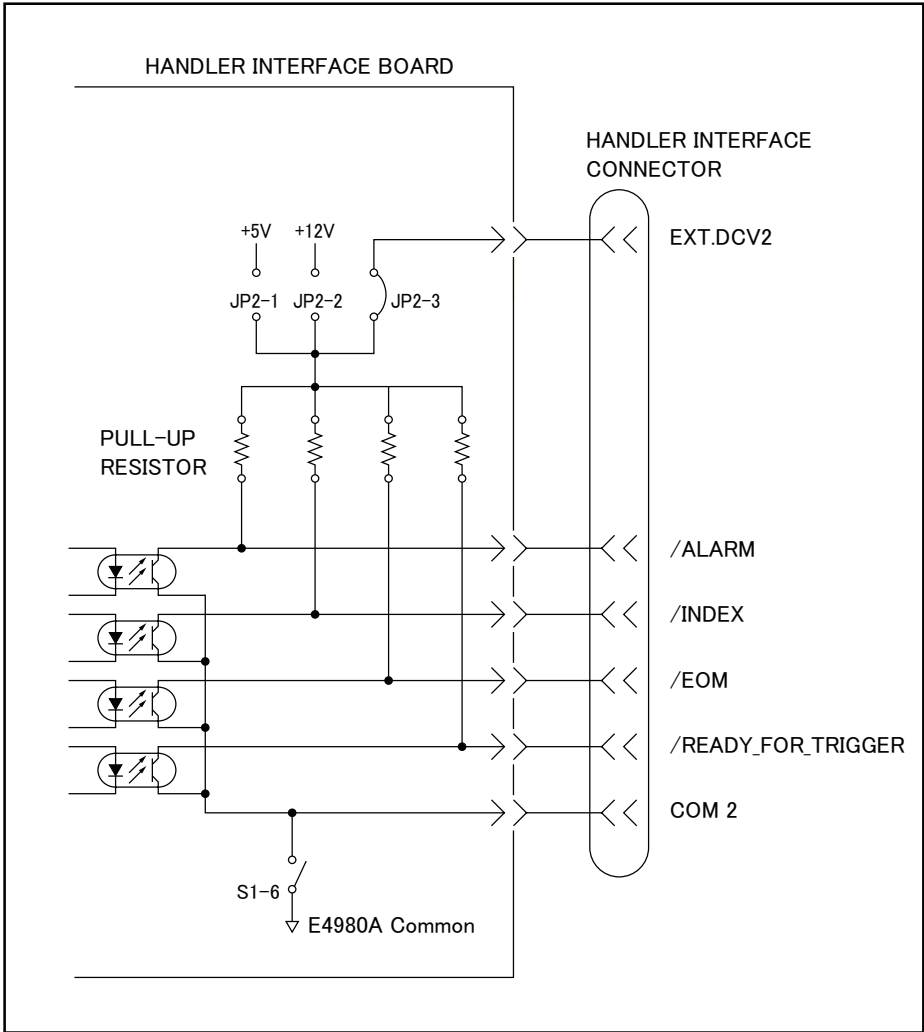 HANDLER INTERFACE BOARD
HANDLER INTERFACE
CONNECTOR
+5V
+12V
EXT.DCV2
JP2-1
JP2-2
JP2-3
PULL-UP
RESISTOR
/ALARM
/INDEX
/EOM
/READY_FOR_TRIGGER
COM 2
S1-6
E4980A Common